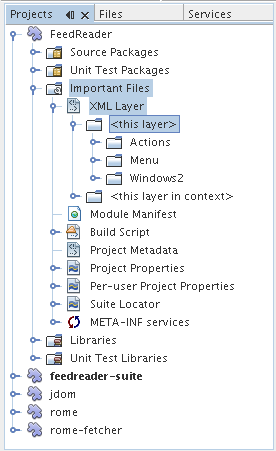 Projects Files Services
FeedReader
Source Packages
Unit Test Packages
Important Files
XML Layer
<this layer>
Actions
Menu
Windows2
<this layer in context>
Module Manifest
Build Script
Project Metadata
Project Properties
Per-user Project Properties
Suite Locator
META-INF services
Libraries
Unit Test Libraries
feedreader-suite
jdom
rome
rome-fetcher